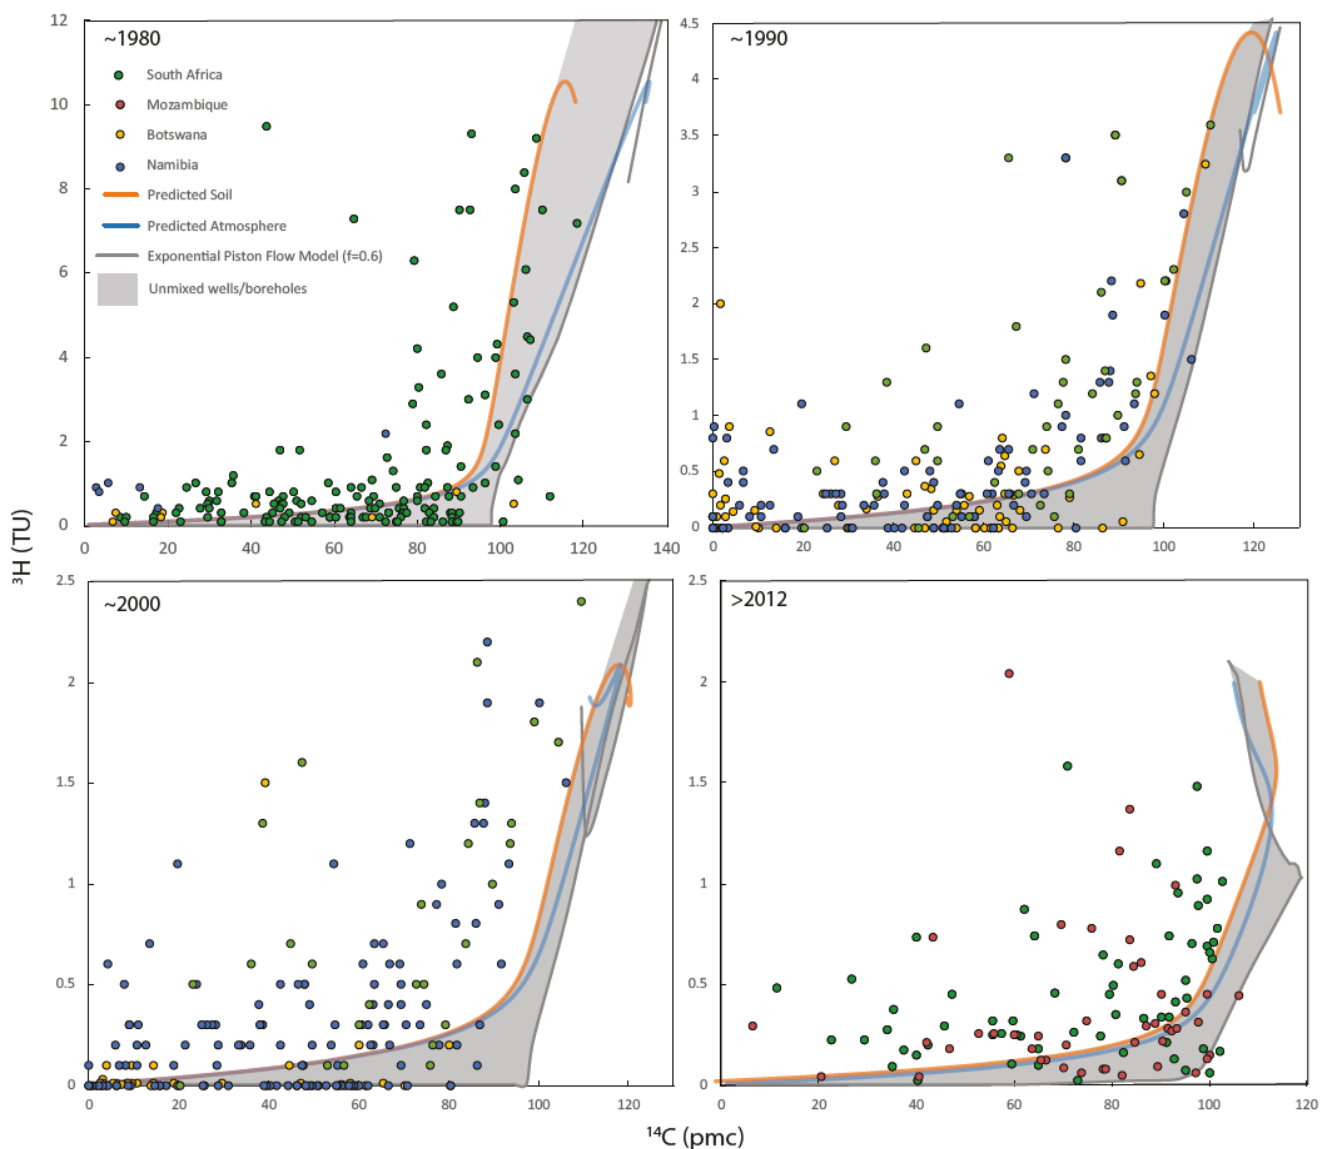 ~1980
12
10
8
6
4
2
0
South Africa
Mozambique
Botswana
Namibia
Predicted Soil
Predicted Atmosphere
Exponential Piston Flow Model (f=0.6)
Unmixed wells/boreholes
0 20 40 60 80 100 120 140
~1990
4.5
4
3.5
3
2.5
2
1.5
1
0.5
0
0 20 40 60 80 100 120
³H (TU)
~2000
2.5
2
1.5
1
0.5
0
0 20 40 60 80 100 120
>2012
2.5
2
1.5
1
0.5
0
0 20 40 60 80 100 120
¹⁴C (pmc)